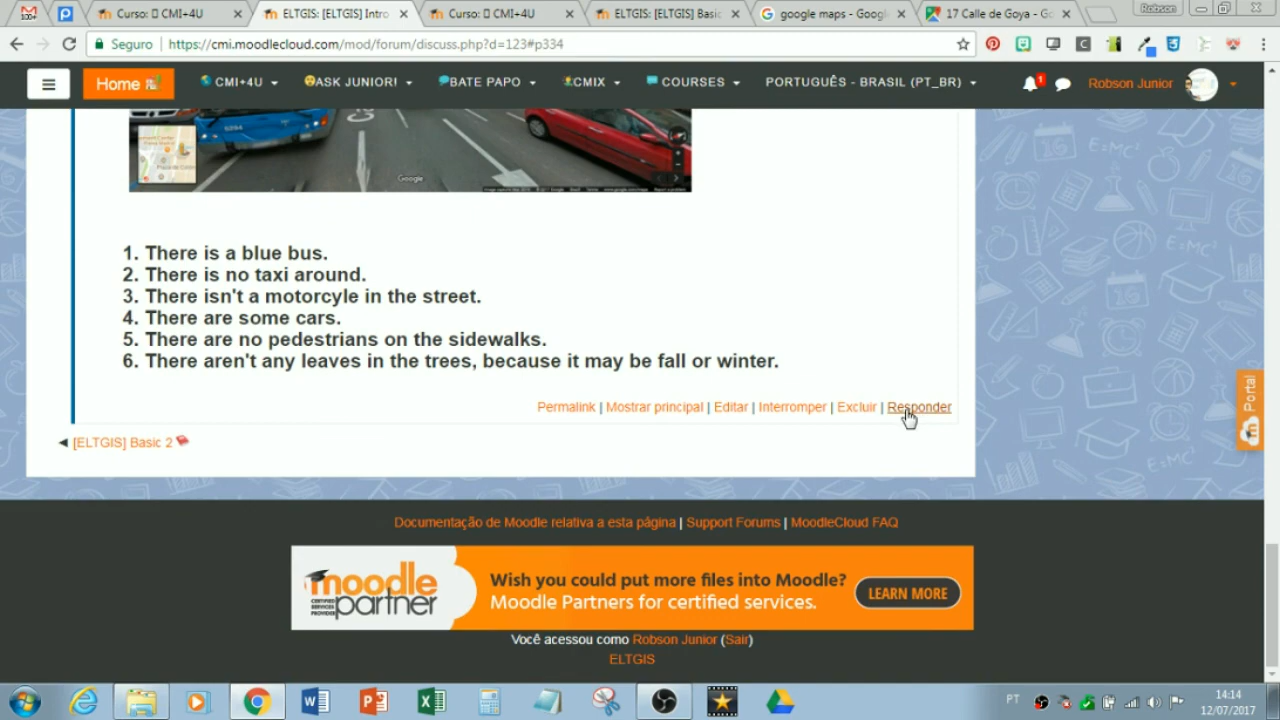 Curso: CMI+4U
ELTGIS: [ELTGIS] Intro
Curso: CMI+4U
ELTGIS: [ELTGIS] Basic
google maps - Google
17 Calle de Goya - Go
Robson
Seguro
https://cmi.moodlecloud.com/mod/forum/discuss.php?d=123#p334
Home
CMI+4U
ASK JUNIOR!
BATE PAPO
CMIX
COURSES
PORTUGUÊS - BRASIL (PT_BR)
1
Robson Junior
Google
1. There is a blue bus.
2. There is no taxi around.
3. There isn't a motorcyle in the street.
4. There are some cars.
5. There are no pedestrians on the sidewalks.
6. There aren't any leaves in the trees, because it may be fall or winter.
Permalink | Mostrar principal | Editar | Interromper | Excluir | Responder
◄ [ELTGIS] Basic 2
Portal
Documentação de Moodle relativa a esta página | Support Forums | MoodleCloud FAQ
moodle
partner
CERTIFIED
SERVICES
PROVIDER
Wish you could put more files into Moodle?
Moodle Partners for certified services.
LEARN MORE
Você acessou como Robson Junior (Sair)
ELTGIS
PT
14:14
12/07/2017